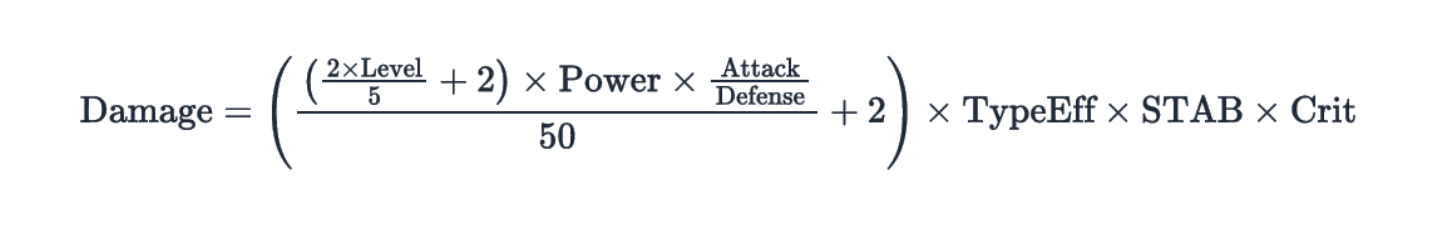 Damage = ( ( (2×Level / 5 + 2) × Power × Attack / Defense ) / 50 + 2 ) × TypeEff × STAB × Crit